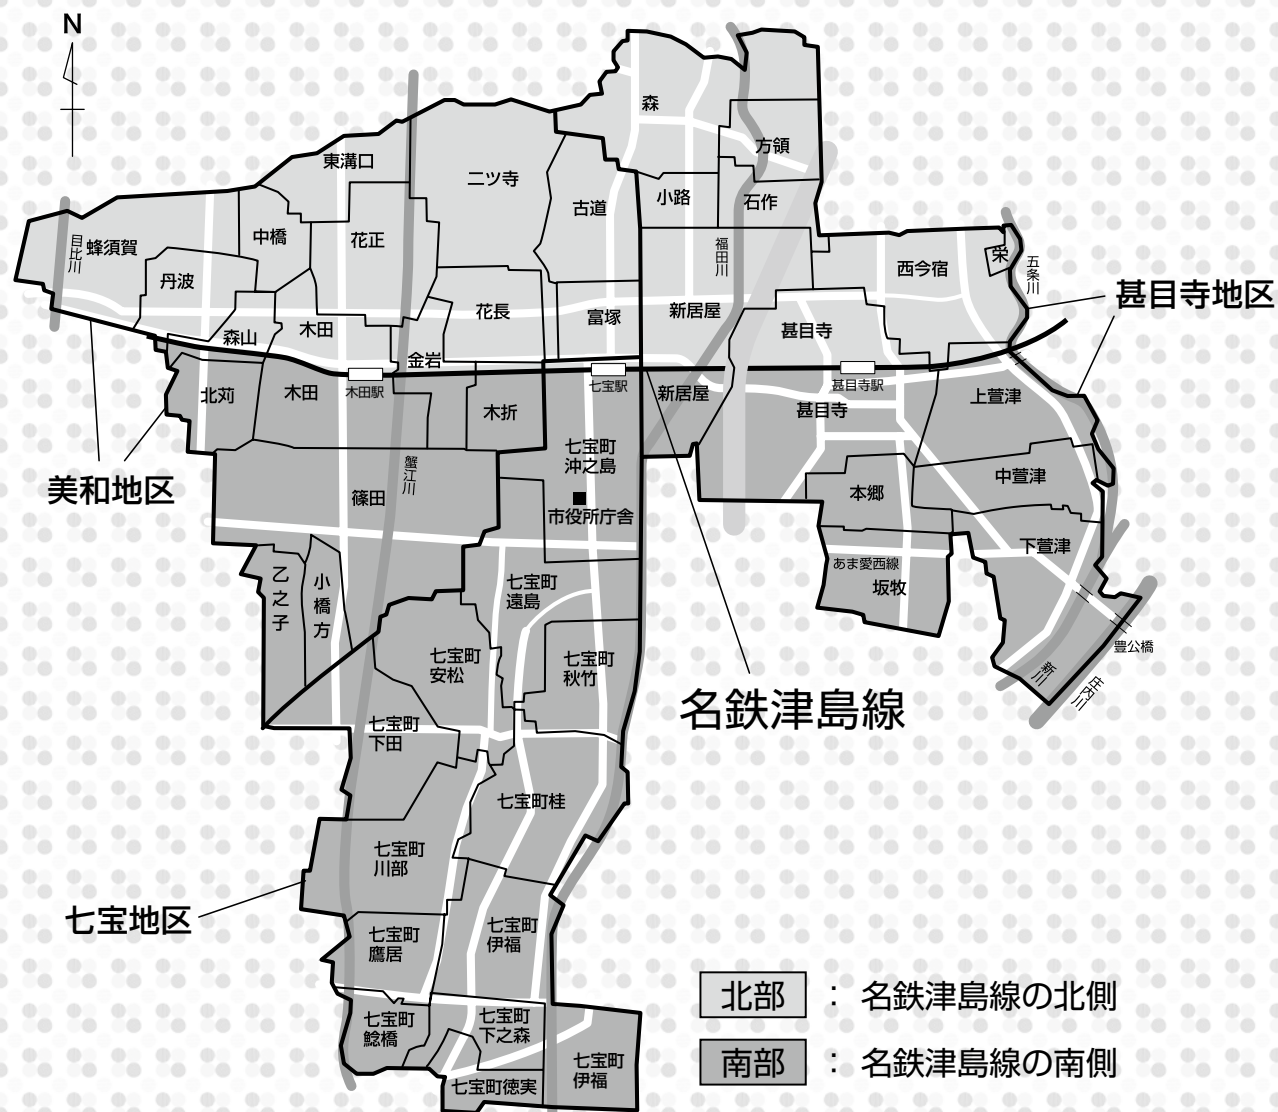 N
森
方領
東溝口
二ツ寺
古道
小路
石作
中橋
花正
蜂須賀
目比川
丹波
福田川
西今宿
栄
五条川
甚目寺地区
花長
富塚
新居屋
甚目寺
森山
木田
金岩
北苅
木田
木田駅
七宝駅
新居屋
甚目寺駅
甚目寺
上萱津
木折
七宝町
沖之島
美和地区
蟹江川
篠田
市役所庁舎
本郷
中萱津
下萱津
あま愛西線
坂牧
乙之子
小橋方
七宝町
遠島
七宝町
安松
七宝町
秋竹
豊公橋
新川
庄内川
名鉄津島線
七宝町
下田
七宝町桂
七宝町
川部
七宝地区
七宝町
鷹居
七宝町
伊福
七宝町
鯰橋
七宝町
下之森
七宝町
伊福
七宝町徳実
北部 : 名鉄津島線の北側
南部 : 名鉄津島線の南側